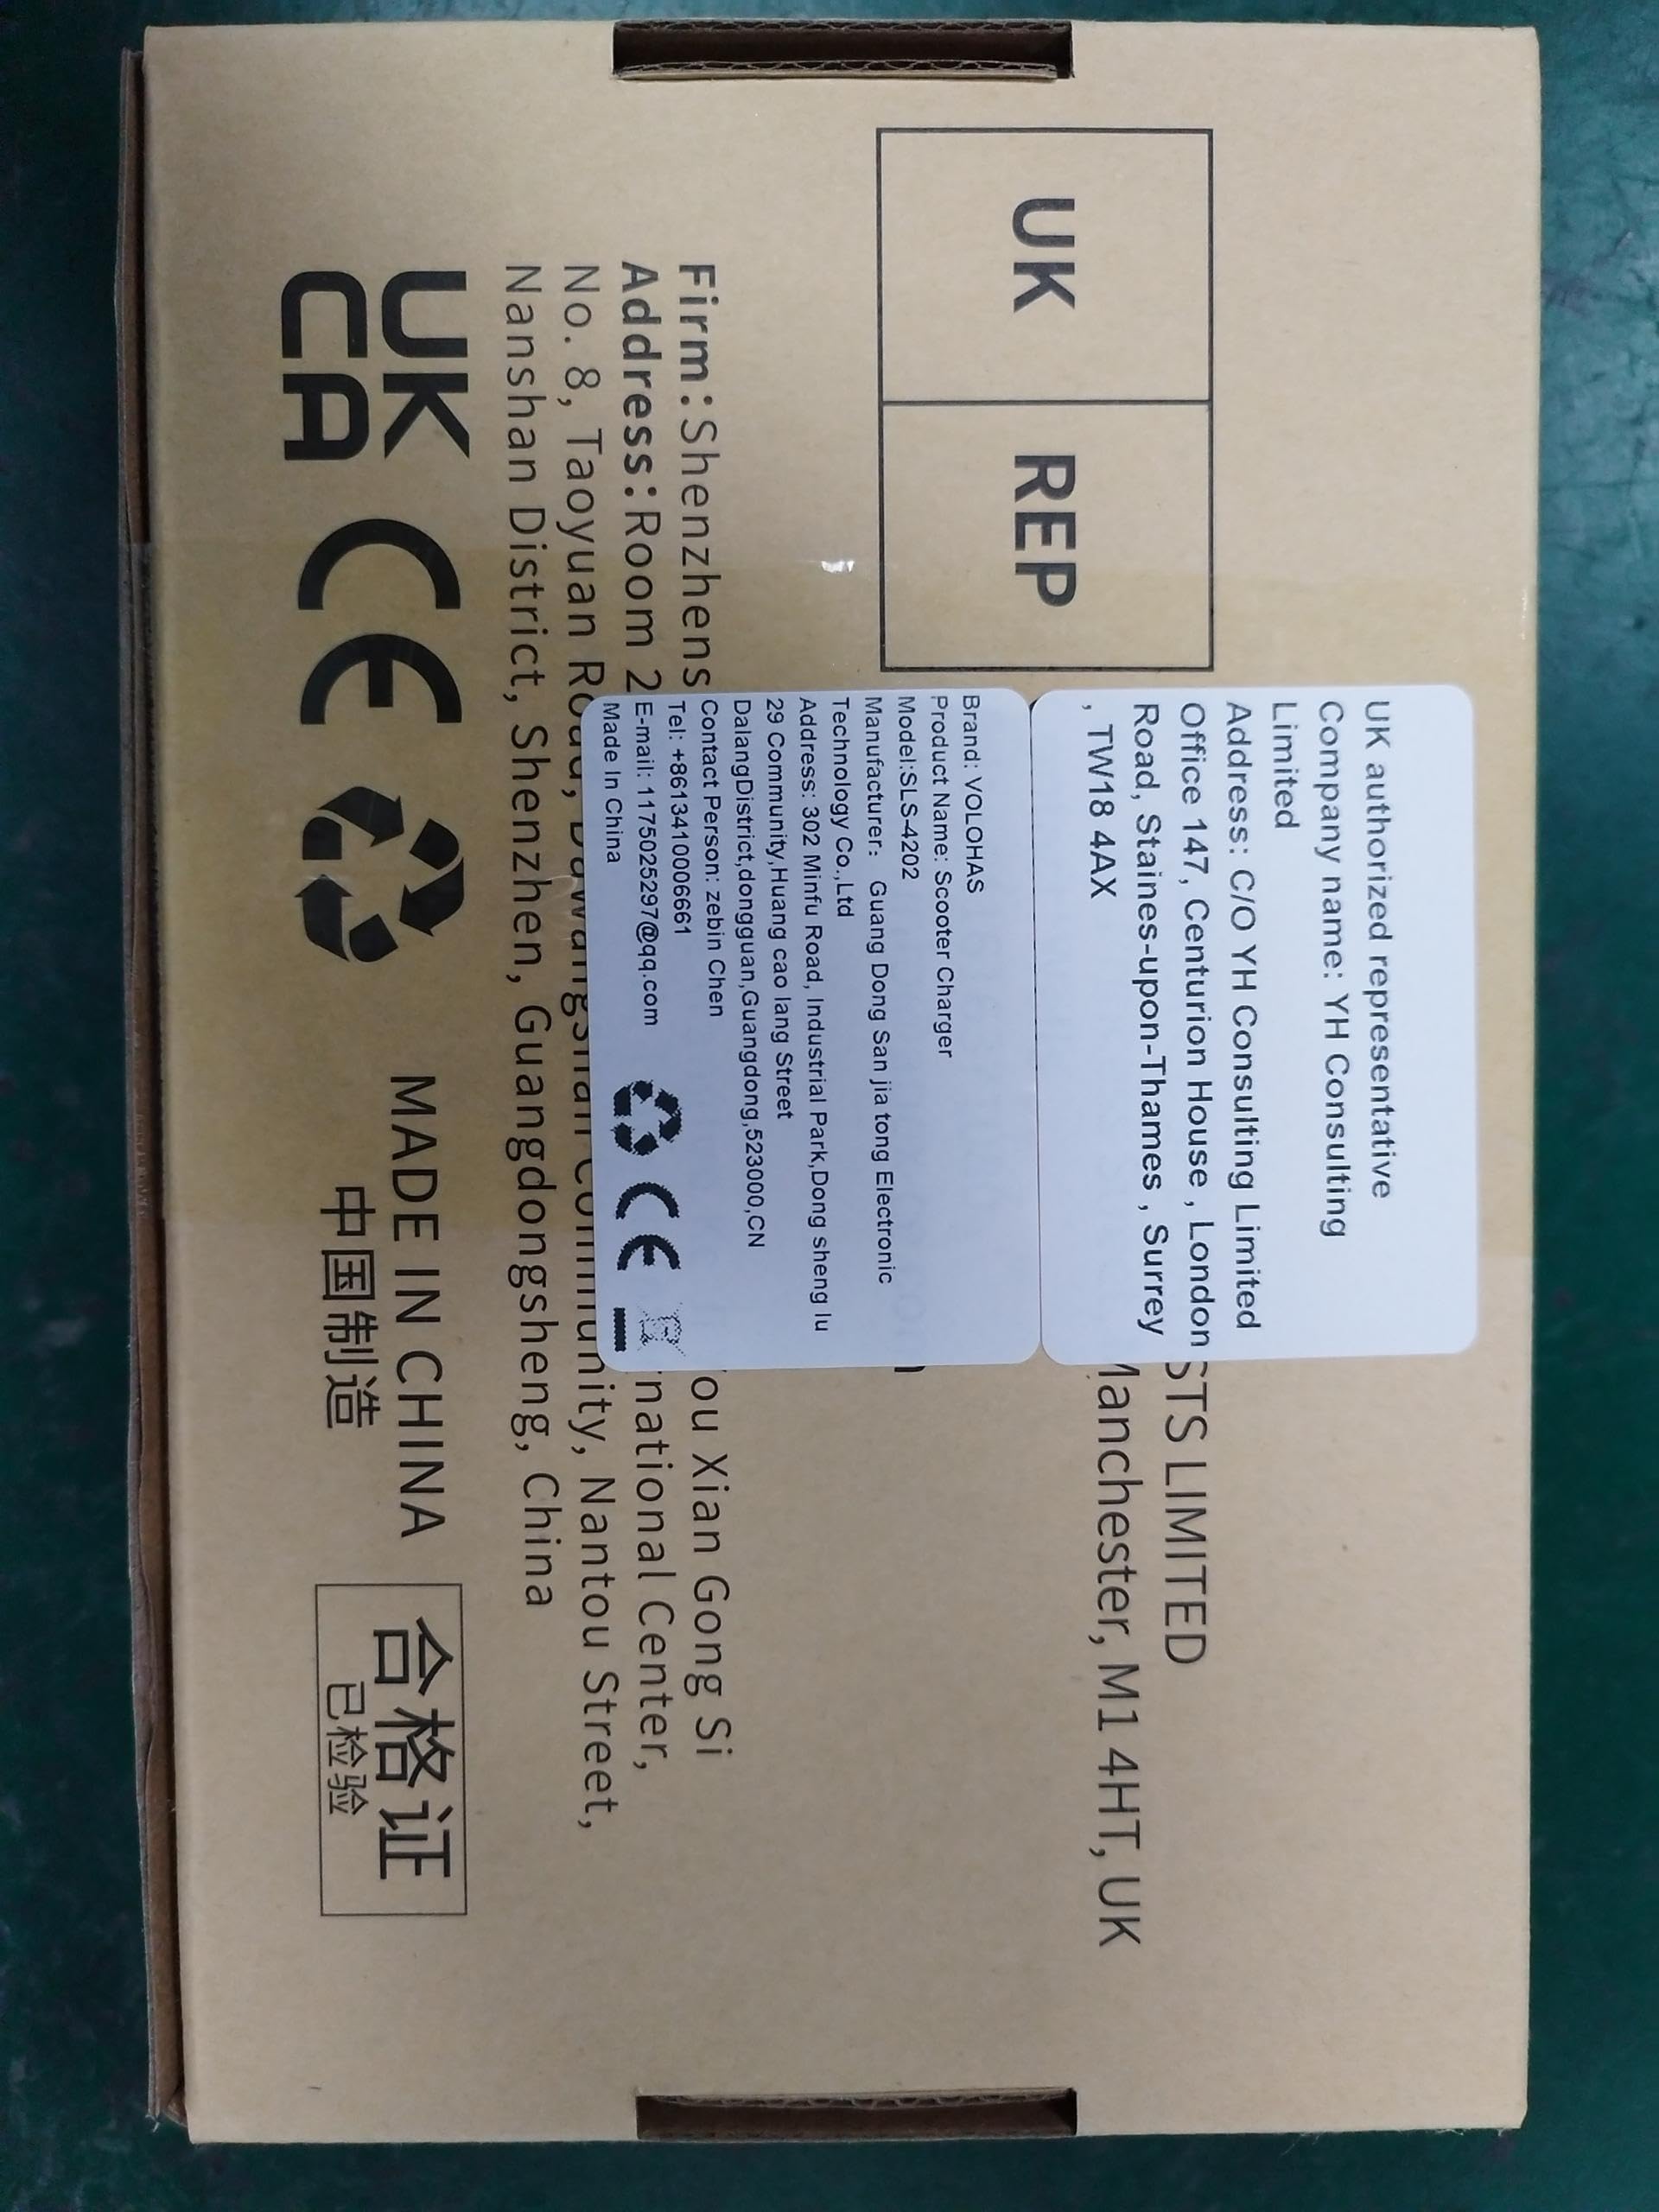 UK authorized representative
Company name: YH Consulting
Limited
Address: C/O YH Consulting Limited
Office 147, Centurion House , London
Road, Staines-upon-Thames , Surrey
, TW18 4AX
UK REP
STS LIMITED
Manchester, M1 4HT, UK
Brand: VOLOHAS
Product Name: Scooter Charger
Model:SLS-4202
Manufacturer: Guang Dong San jia tong Electronic
Technology Co.,Ltd
Address: 302 Minfu Road, Industrial Park,Dong sheng lu
29 Community,Huang cao lang Street
DalangDistrict,dongguan,Guangdong,523000,CN
Contact Person: zebin Chen
Tel: +8613410006661
E-mail: 1175025297@qq.com
Made In China
CE
Firm:Shenzhens ou Xian Gong Si
Address:Room 2 national Center,
No. 8, Taoyuan Road, Dawangshan Community, Nantou Street,
Nanshan District, Shenzhen, Guangdongsheng, China
UK
CA
CE
MADE IN CHINA
中国制造
合格证
已检验